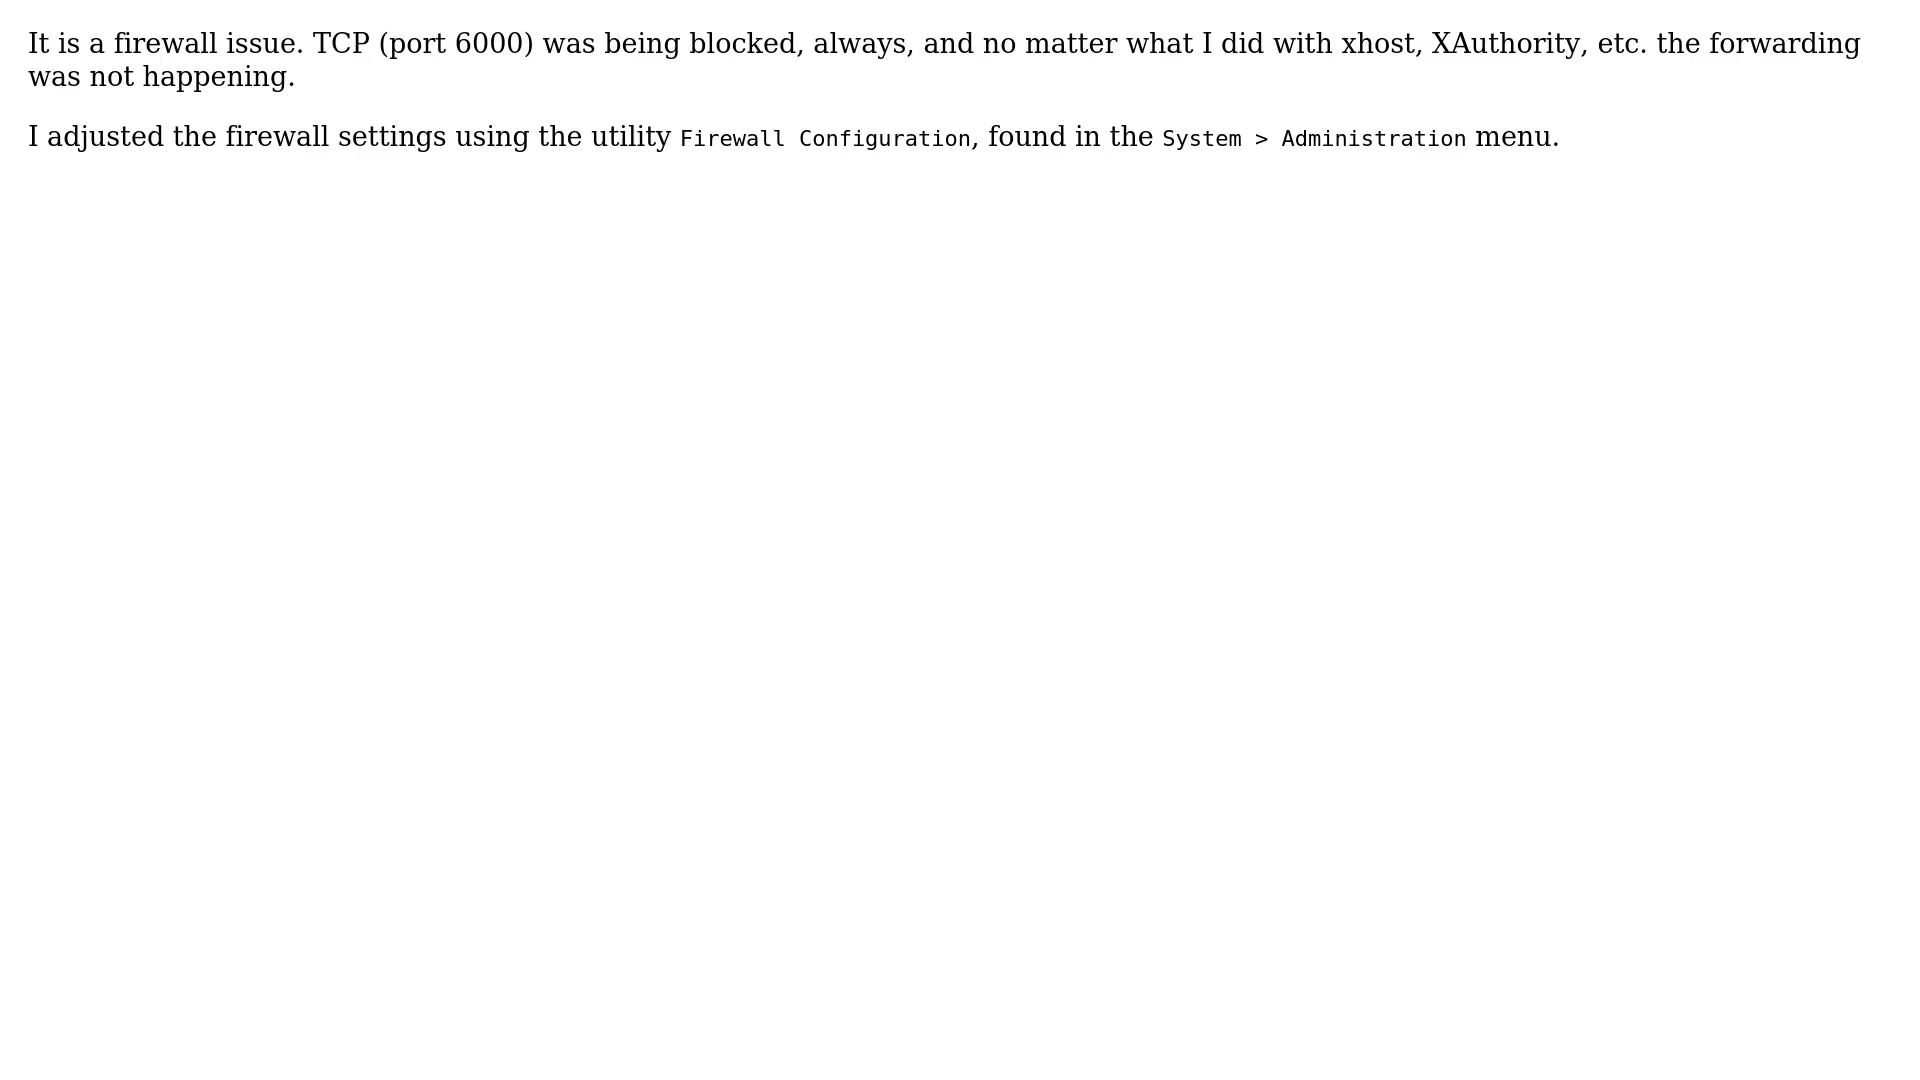 It is a firewall issue. TCP (port 6000) was being blocked, always, and no matter what I did with xhost, XAuthority, etc. the forwarding
was not happening.
I adjusted the firewall settings using the utility Firewall Configuration, found in the System > Administration menu.